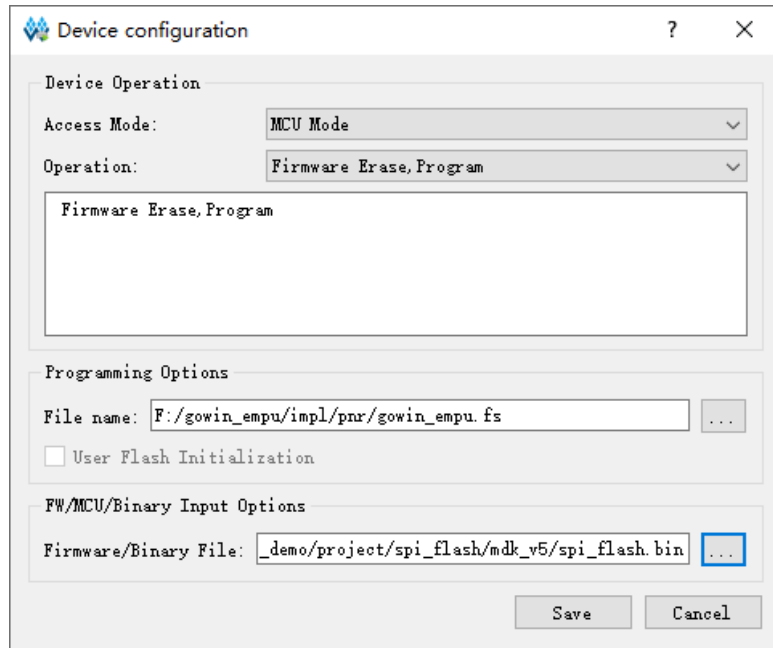 Device configuration ? ×
Device Operation
Access Mode: MCU Mode
Operation: Firmware Erase,Program
Firmware Erase,Program
Programming Options
File name: F:/gowin_empu/impl/pnr/gowin_empu.fs ...
User Flash Initialization
FW/MCU/Binary Input Options
Firmware/Binary File: _demo/project/spi_flash/mdk_v5/spi_flash.bin ...
Save Cancel